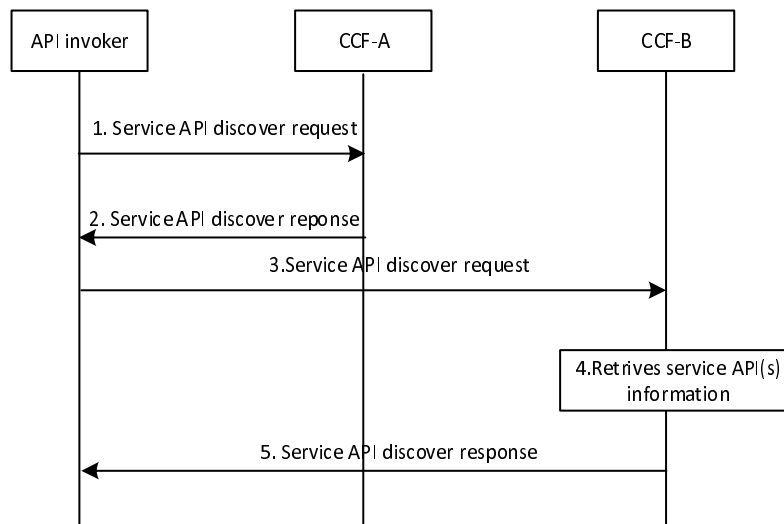 API invoker
CCF-A
CCF-B
1. Service API discover request
2. Service API discover reponse
3.Service API discover request
4.Retrives service API(s)
information
5. Service API discover response